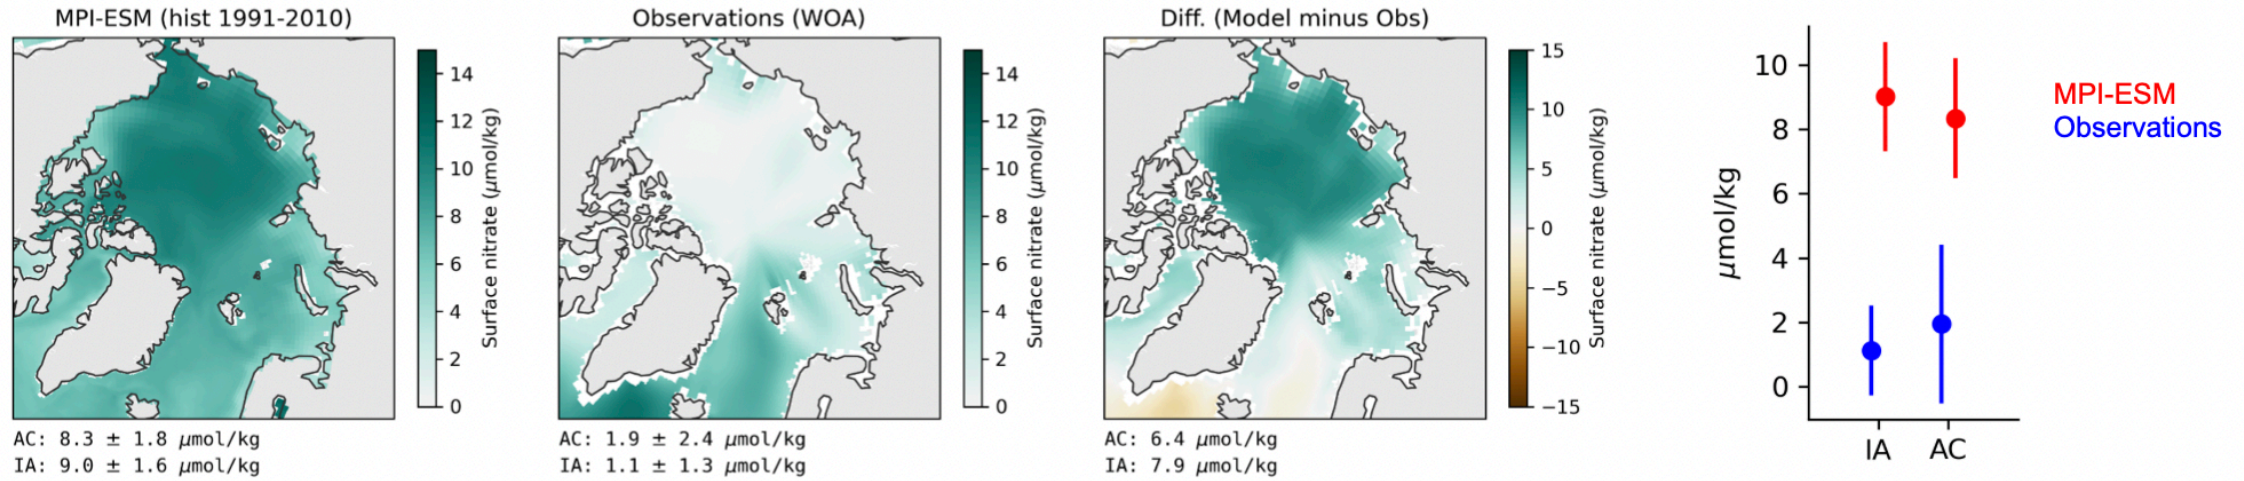 MPI-ESM (hist 1991-2010)
14
12
10
8
6
4
2
0
Surface nitrate (μmol/kg)
AC: 8.3 ± 1.8 μmol/kg
IA: 9.0 ± 1.6 μmol/kg
Observations (WOA)
14
12
10
8
6
4
2
0
Surface nitrate (μmol/kg)
AC: 1.9 ± 2.4 μmol/kg
IA: 1.1 ± 1.3 μmol/kg
Diff. (Model minus Obs)
15
10
5
0
−5
−10
−15
Surface nitrate (μmol/kg)
AC: 6.4 μmol/kg
IA: 7.9 μmol/kg
μmol/kg
10
8
6
4
2
0
IA AC
MPI-ESM
Observations